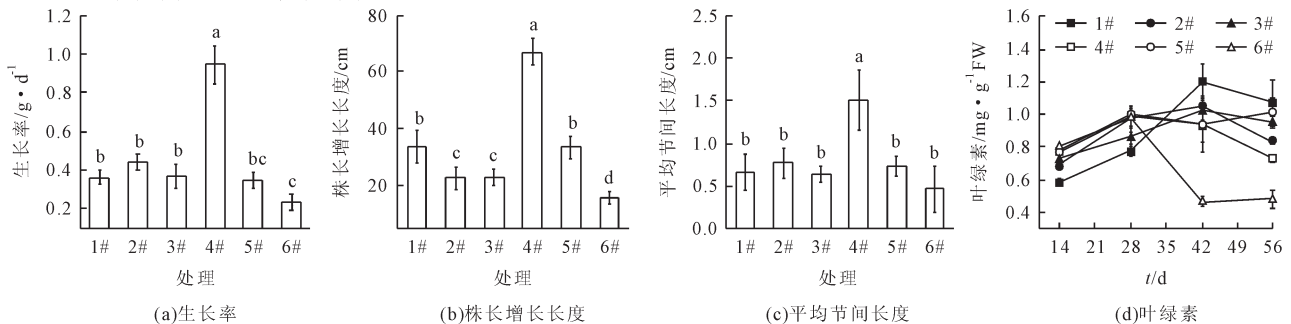 生长率/g·d⁻¹
1.2
1.0
0.8
0.6
0.4
0.2
b
b
b
a
bc
c
1# 2# 3# 4# 5# 6#
处理
(a)生长率
株长增长长度/cm
80
60
40
20
b
c
c
a
b
d
1# 2# 3# 4# 5# 6#
处理
(b)株长增长长度
平均节间长度/cm
2.5
2.0
1.5
1.0
0.5
0.0
b
b
b
a
b
b
1# 2# 3# 4# 5# 6#
处理
(c)平均节间长度
叶绿素/mg·g⁻¹FW
1.6
1.4
1.2
1.0
0.8
0.6
0.4
1# 2# 3#
4# 5# 6#
14 21 28 35 42 49 56
t/d
(d)叶绿素